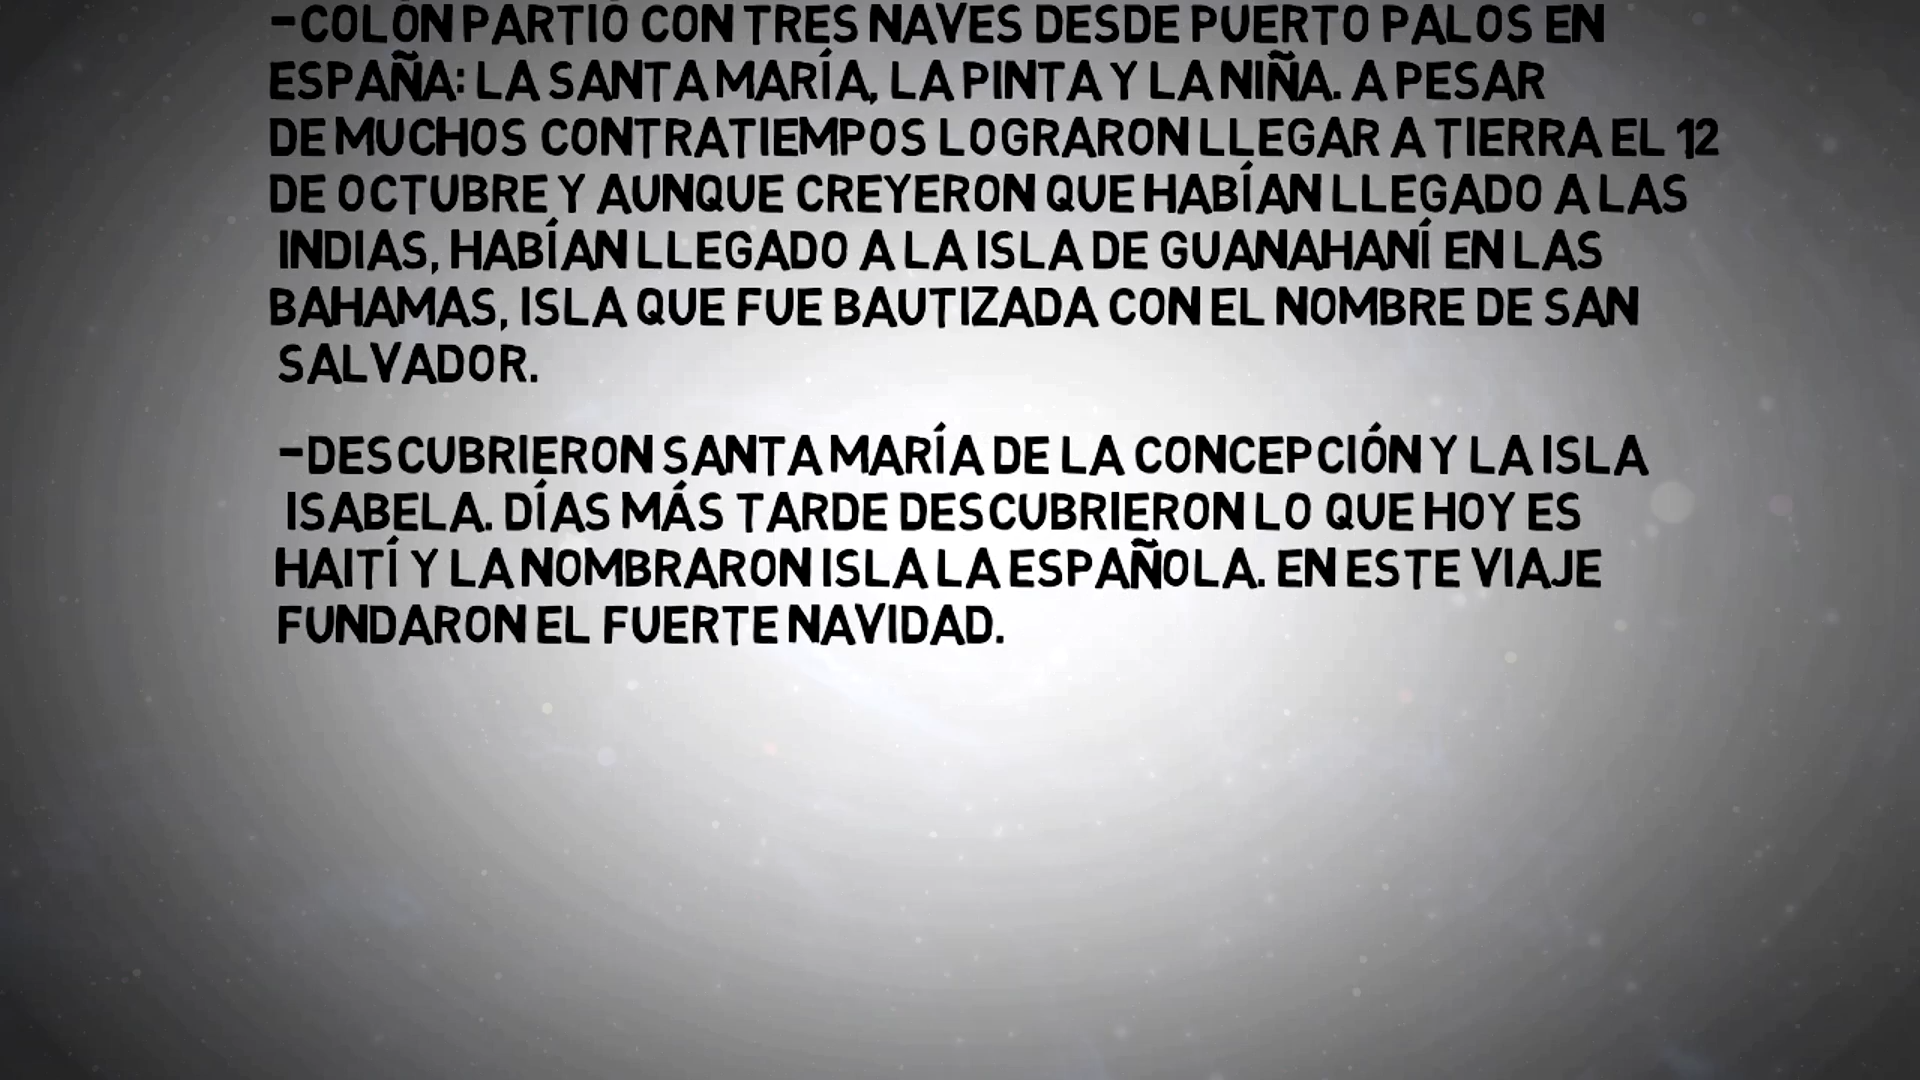 -COLÓN PARTIÓ CON TRES NAVES DESDE PUERTO PALOS EN
ESPAÑA: LA SANTA MARÍA, LA PINTA Y LA NIÑA. A PESAR
DE MUCHOS CONTRATIEMPOS LOGRARON LLEGAR A TIERRA EL 12
DE OCTUBRE Y AUNQUE CREYERON QUE HABÍAN LLEGADO A LAS
INDIAS, HABÍAN LLEGADO A LA ISLA DE GUANAHANÍ EN LAS
BAHAMAS, ISLA QUE FUE BAUTIZADA CON EL NOMBRE DE SAN
SALVADOR.
-DESCUBRIERON SANTA MARÍA DE LA CONCEPCIÓN Y LA ISLA
ISABELA. DÍAS MÁS TARDE DESCUBRIERON LO QUE HOY ES
HAITÍ Y LA NOMBRARON ISLA LA ESPAÑOLA. EN ESTE VIAJE
FUNDARON EL FUERTE NAVIDAD.